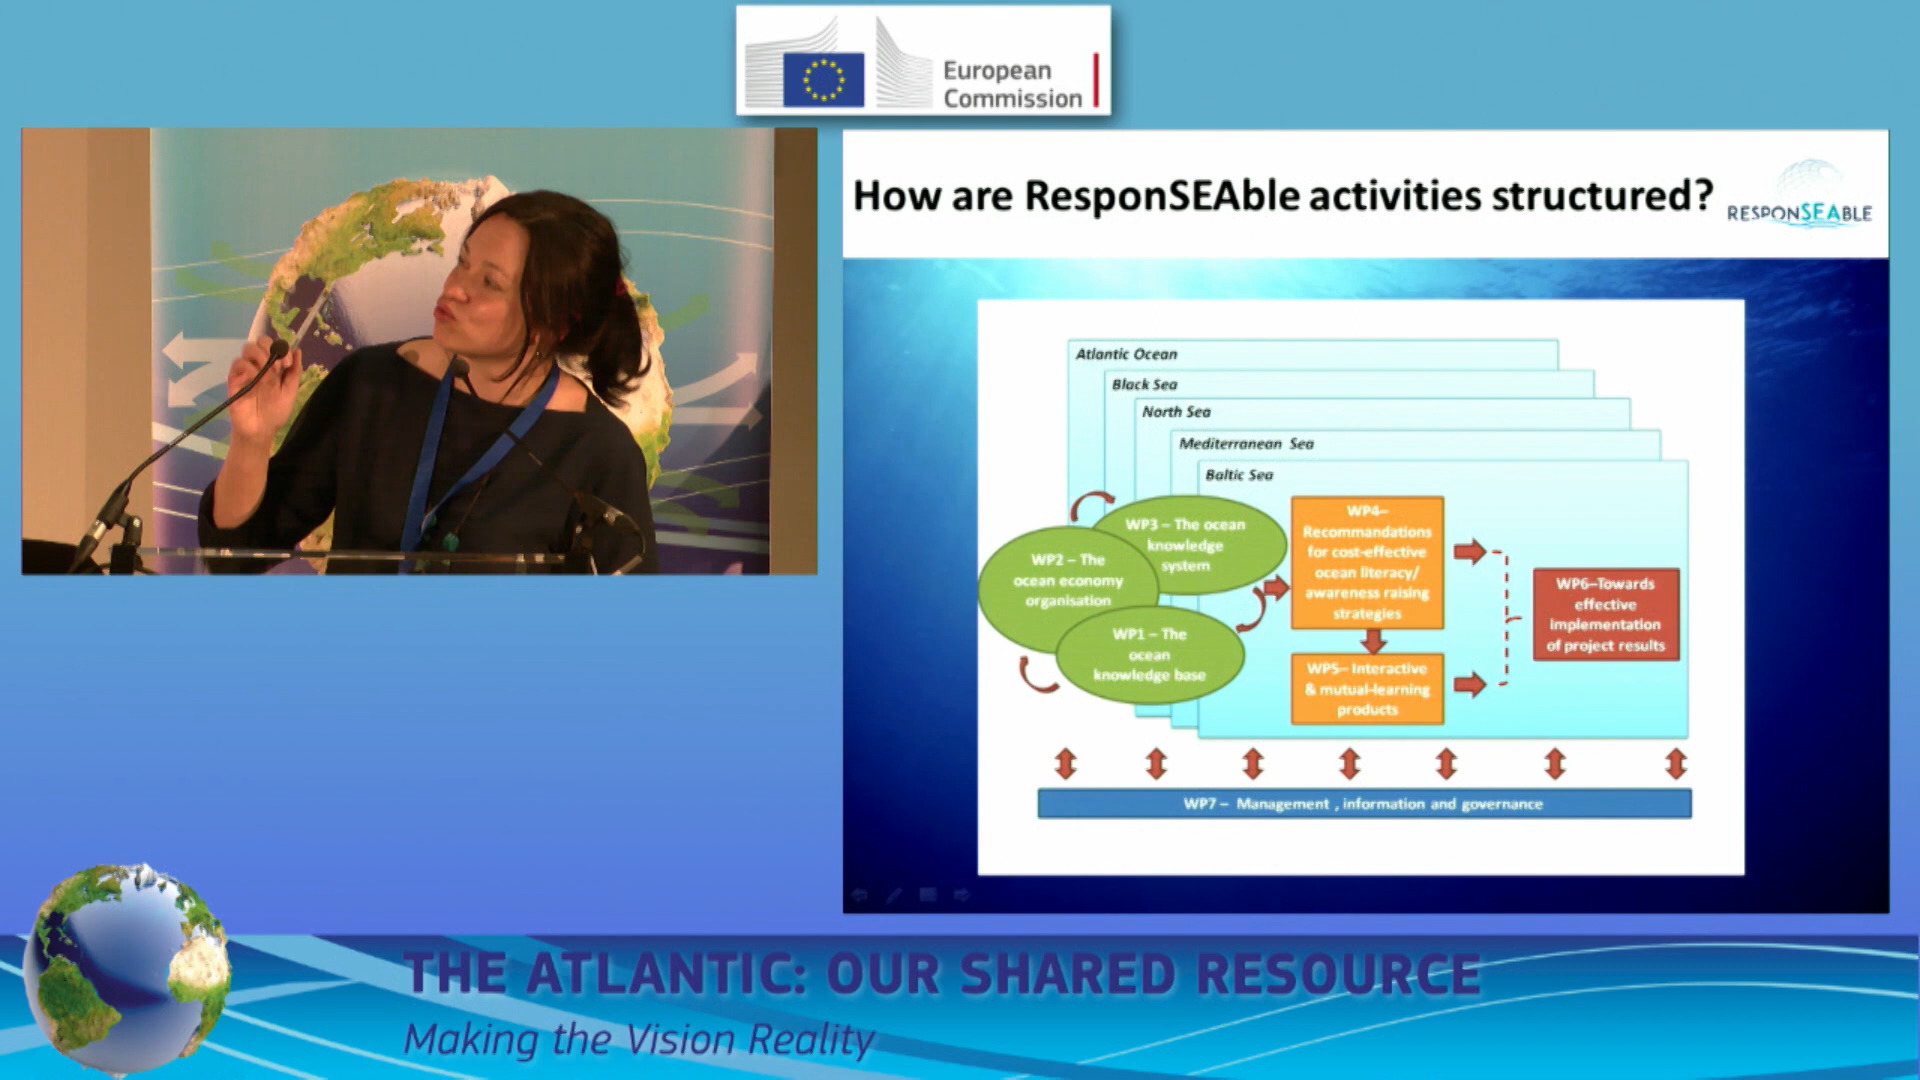 European
Commission
How are ResponSEAble activities structured?
RESPONSEABLE
Atlantic Ocean
Black Sea
North Sea
Mediterranean Sea
Baltic Sea
WP3 – The ocean
knowledge
system
WP2 – The
ocean economy
organisation
WP1 – The
ocean
knowledge base
WP4–
Recommandations
for cost-effective
ocean literacy/
awareness raising
strategies
WP5– Interactive
& mutual-learning
products
WP6–Towards
effective
implementation
of project results
WP7 – Management , information and governance
THE ATLANTIC: OUR SHARED RESOURCE
Making the Vision Reality